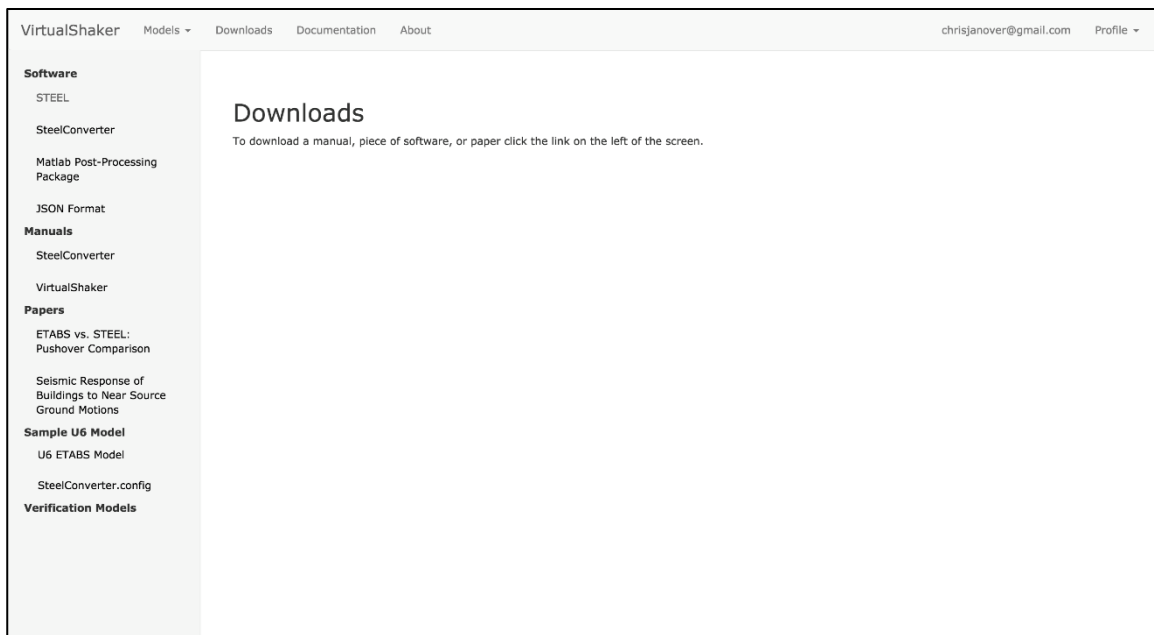 VirtualShaker Models Downloads Documentation About chrisjanover@gmail.com Profile
Software
STEEL
SteelConverter
Matlab Post-Processing
Package
JSON Format
Manuals
SteelConverter
VirtualShaker
Papers
ETABS vs. STEEL:
Pushover Comparison
Seismic Response of
Buildings to Near Source
Ground Motions
Sample U6 Model
U6 ETABS Model
SteelConverter.config
Verification Models
Downloads
To download a manual, piece of software, or paper click the link on the left of the screen.